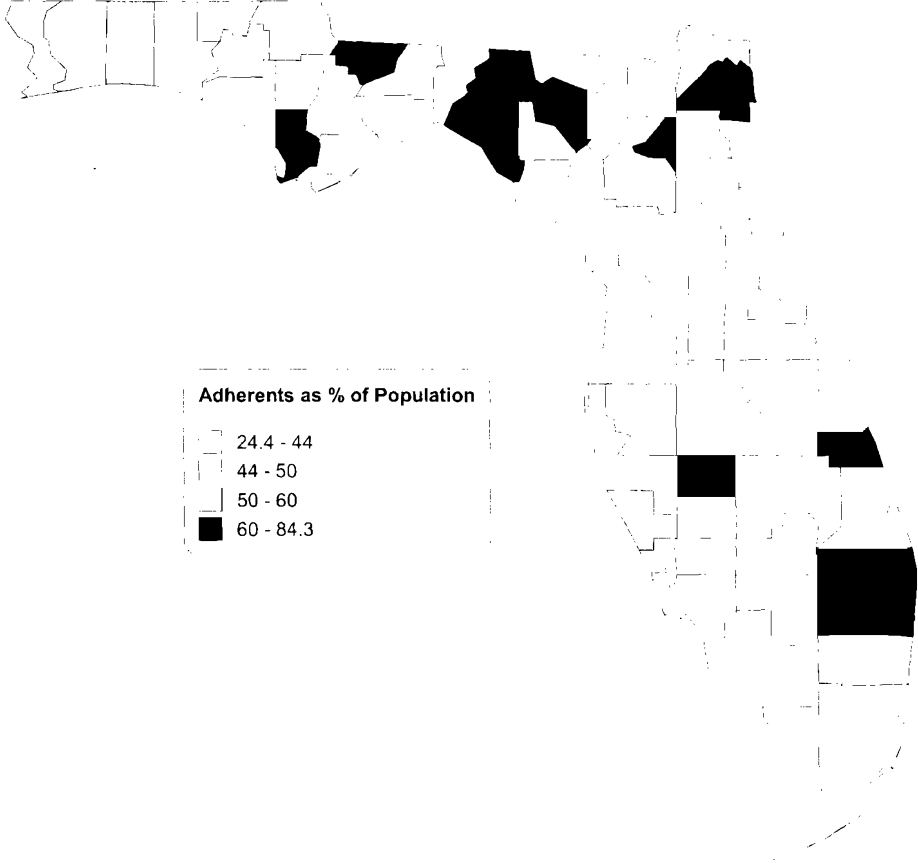 Adherents as % of Population
24.4 - 44
44 - 50
50 - 60
60 - 84.3